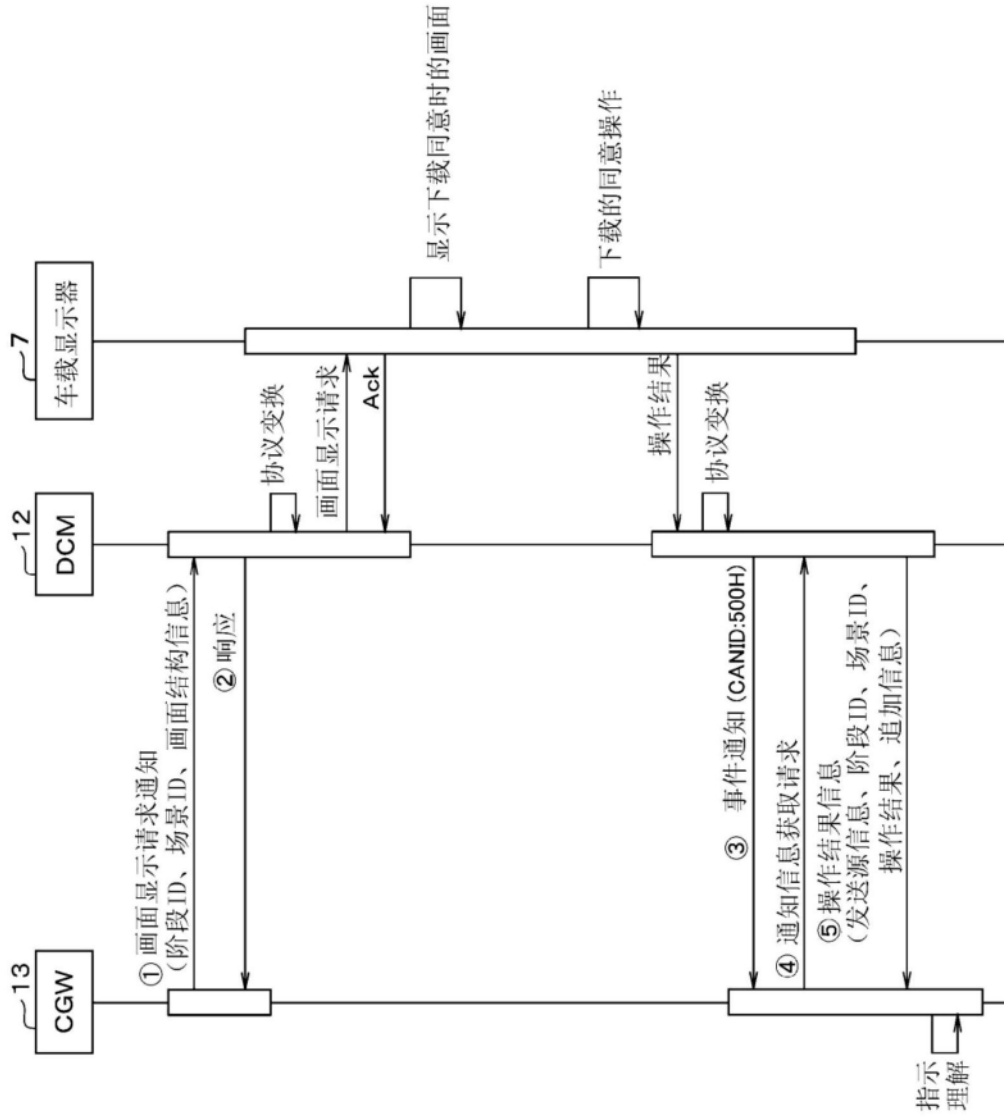 13
CGW
12
DCM
7
车载显示器
①画面显示请求通知
(阶段ID、场景ID、画面结构信息)
②响应
协议变换
画面显示请求
Ack
显示下载同意时的画面
下载的同意操作
操作结果
协议变换
③ 事件通知(CANID:500H)
④通知信息获取请求
⑤操作结果信息
(发送源信息、阶段ID、场景ID、
操作结果、追加信息)
指示
理解